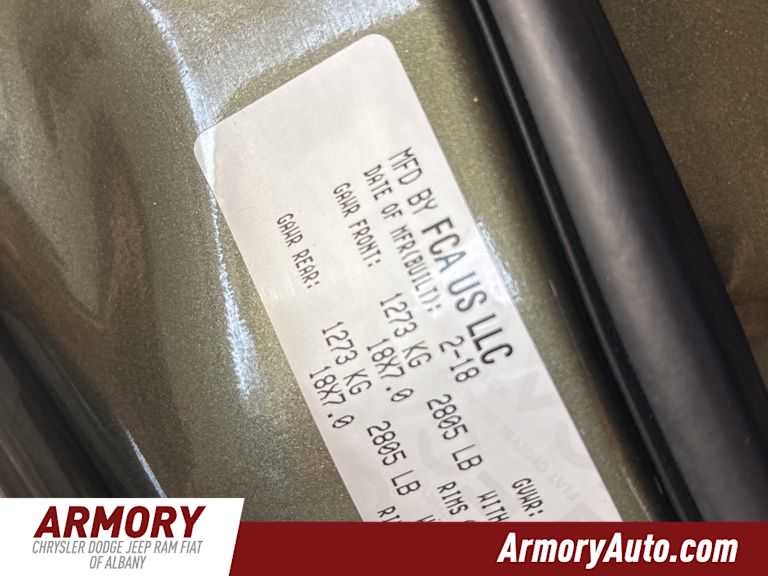 MFD BY FCA US LLC
DATE OF MFR(BUILT): 2-18
GVWR:
GAWR FRONT: 1273 KG 2805 LB WITH
18X7.0 RIMS
GAWR REAR: 1273 KG 2805 LB
18X7.0
ARMORY
CHRYSLER DODGE JEEP RAM FIAT
OF ALBANY
ArmoryAuto.com